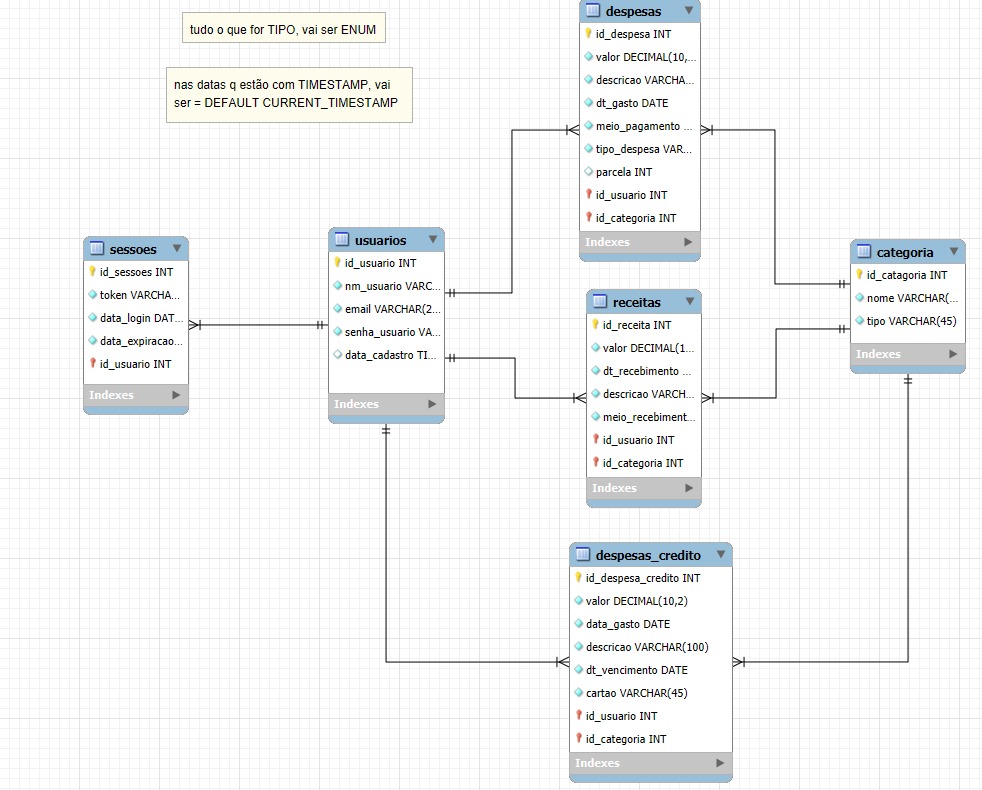 tudo o que for TIPO, vai ser ENUM
nas datas q estão com TIMESTAMP, vai
ser = DEFAULT CURRENT_TIMESTAMP
despesas
id_despesa INT
valor DECIMAL(10,...
descricao VARCHA...
dt_gasto DATE
meio_pagamento ...
tipo_despesa VAR...
parcela INT
id_usuario INT
id_categoria INT
Indexes
sessoes
id_sessoes INT
token VARCHA...
data_login DAT...
data_expiracao...
id_usuario INT
Indexes
usuarios
id_usuario INT
nm_usuario VARC...
email VARCHAR(2...
senha_usuario VA...
data_cadastro TI...
Indexes
receitas
id_receita INT
valor DECIMAL(1...
dt_recebimento ...
descricao VARCH...
meio_recebiment...
id_usuario INT
id_categoria INT
Indexes
categoria
id_catagoria INT
nome VARCHAR(...
tipo VARCHAR(45)
Indexes
despesas_credito
id_despesa_credito INT
valor DECIMAL(10,2)
data_gasto DATE
descricao VARCHAR(100)
dt_vencimento DATE
cartao VARCHAR(45)
id_usuario INT
id_categoria INT
Indexes